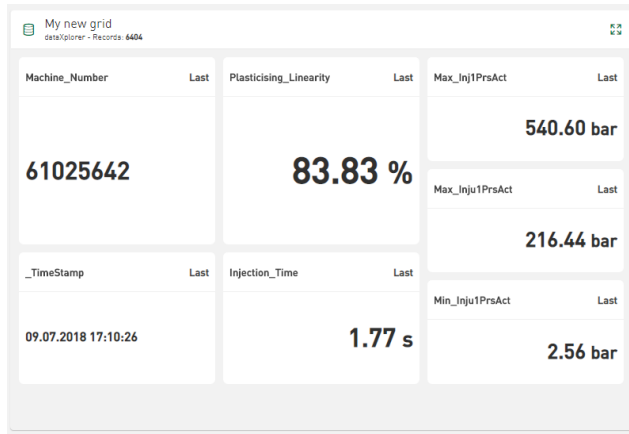 My new grid
dataXplorer - Records: 6404
Machine_Number Last
61025642
Plasticising_Linearity Last
83.83 %
Max_Inj1PrsAct Last
540.60 bar
Max_Inju1PrsAct Last
216.44 bar
_TimeStamp Last
09.07.2018 17:10:26
Injection_Time Last
1.77 s
Min_Inju1PrsAct Last
2.56 bar